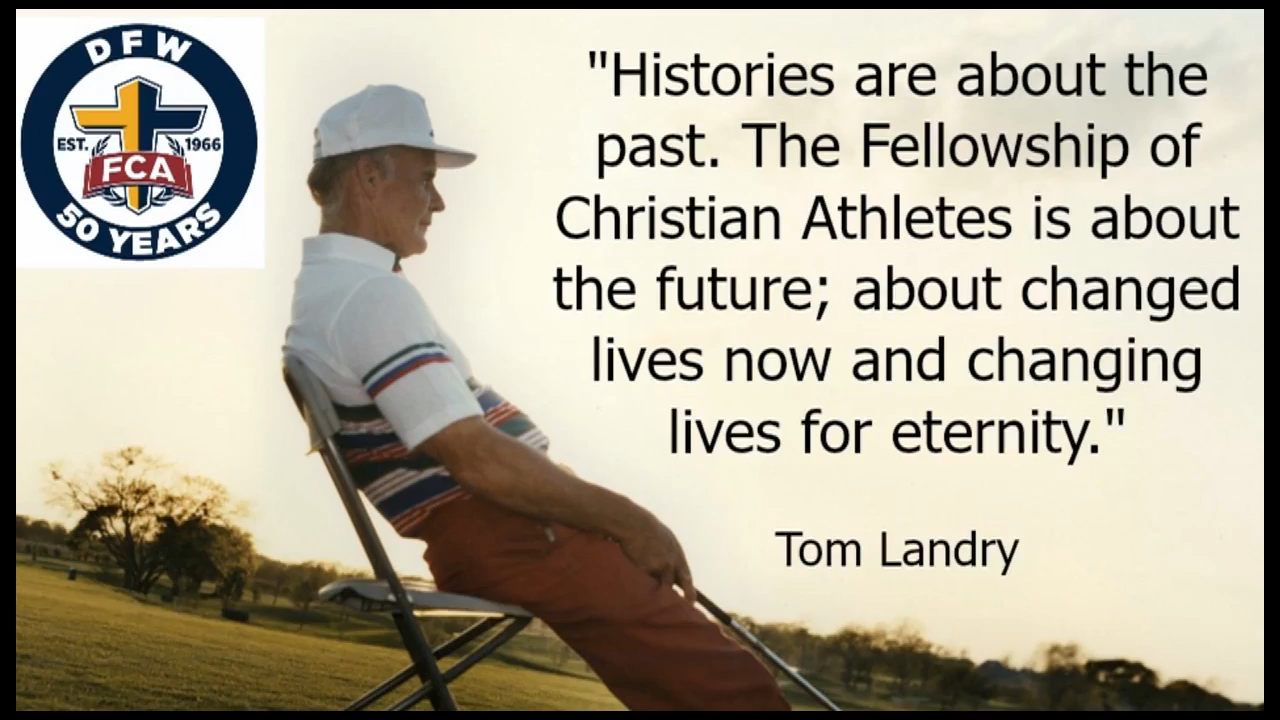 DFW
EST. 1966
FCA
50 YEARS
"Histories are about the
past. The Fellowship of
Christian Athletes is about
the future; about changed
lives now and changing
lives for eternity."
Tom Landry